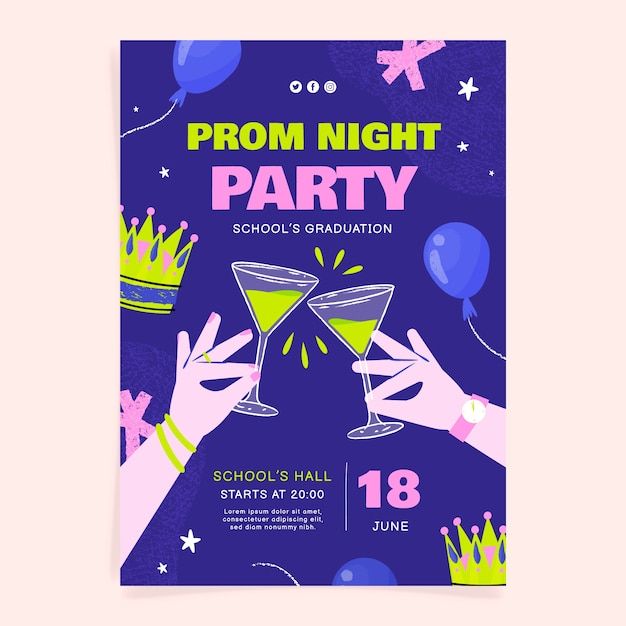 PROM NIGHT
PARTY
SCHOOL'S GRADUATION
SCHOOL'S HALL
STARTS AT 20:00
Lorem ipsum dolor sit amet,
consectetuer adipiscing elit,
sed diam nonummy nibh
18
JUNE